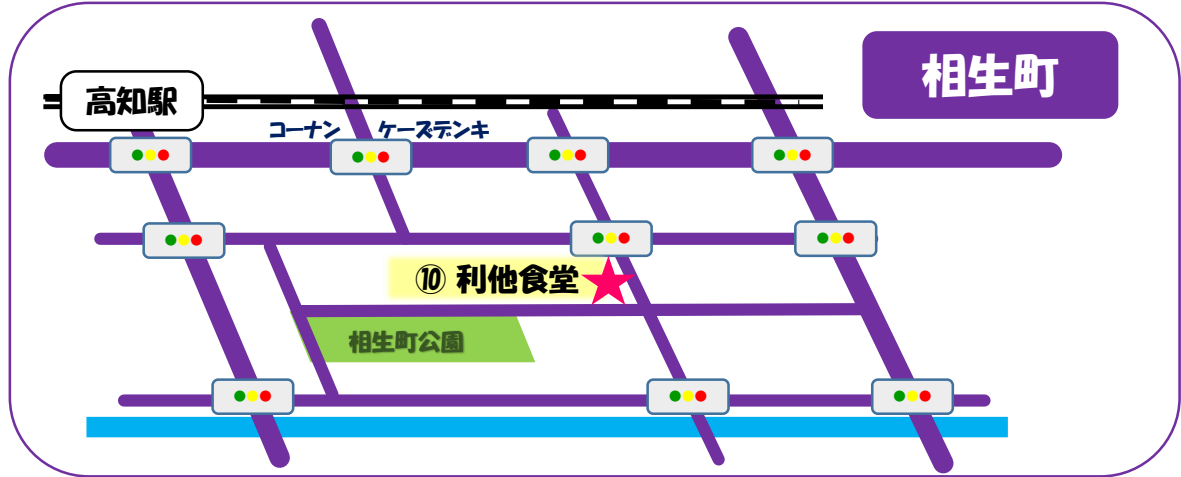 相生町
高知駅
コーナン
ケーズデンキ
⑩ 利他食堂
相生町公園